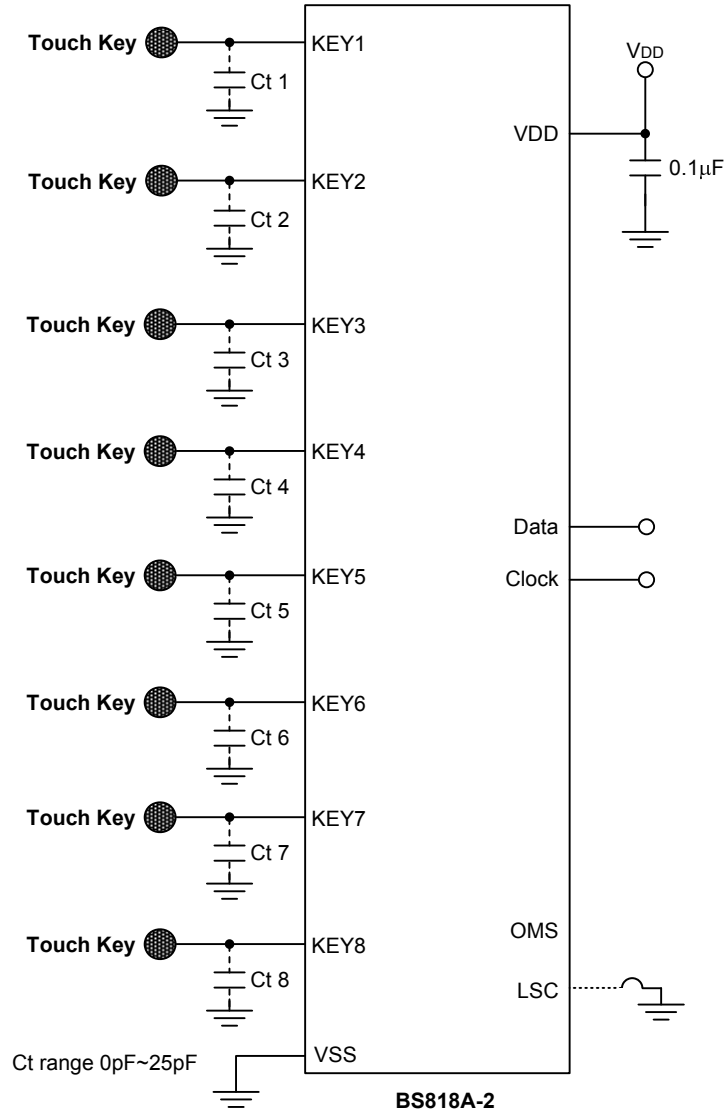 Touch Key
KEY1
Ct 1
VDD
VDD
0.1μF
Touch Key
KEY2
Ct 2
Touch Key
KEY3
Ct 3
Touch Key
KEY4
Ct 4
Data
Touch Key
KEY5
Clock
Ct 5
Touch Key
KEY6
Ct 6
Touch Key
KEY7
Ct 7
Touch Key
KEY8
OMS
Ct 8
LSC
Ct range 0pF~25pF
VSS
BS818A-2